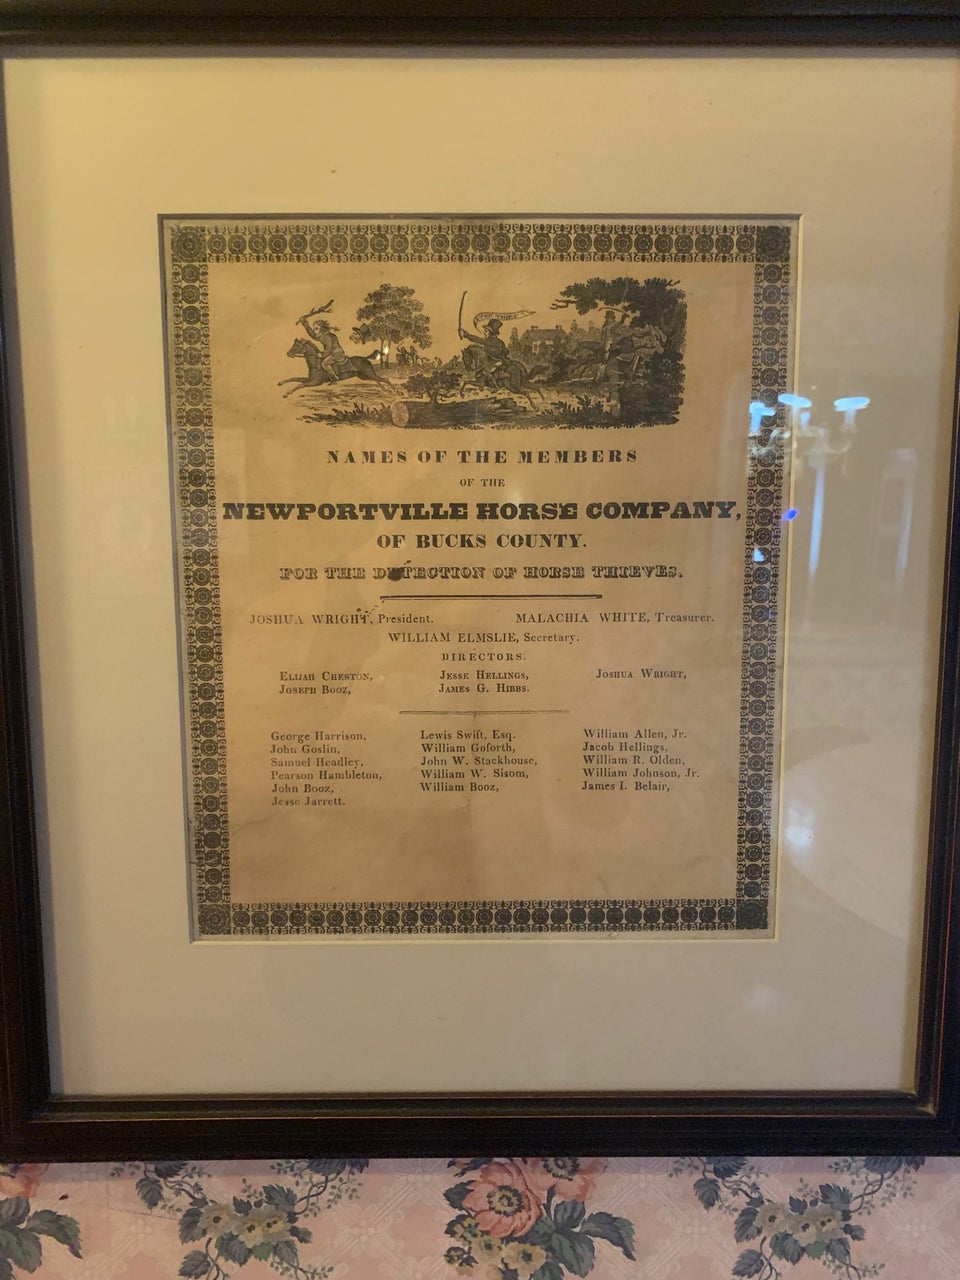 STOP THIEF
NAMES OF THE MEMBERS
OF THE
NEWPORTVILLE HORSE COMPANY,
OF BUCKS COUNTY.
FOR THE DETECTION OF HORSE THIEVES.
JOSHUA WRIGHT, President. MALACHIA WHITE, Treasurer.
WILLIAM ELMSLIE, Secretary.
DIRECTORS.
ELIJAH CHESTON, JESSE HELLINGS, JOSHUA WRIGHT,
JOSEPH BOOZ, JAMES G. HIBBS.
George Harrison, Lewis Swift, Esq. William Allen, Jr.
John Goslin, William Goforth, Jacob Hellings,
Samuel Headley, John W. Stackhouse, William R. Olden,
Pearson Hambleton, William W. Sisom, William Johnson, Jr.
John Booz, William Booz, James I. Belair,
Jesse Jarrett.